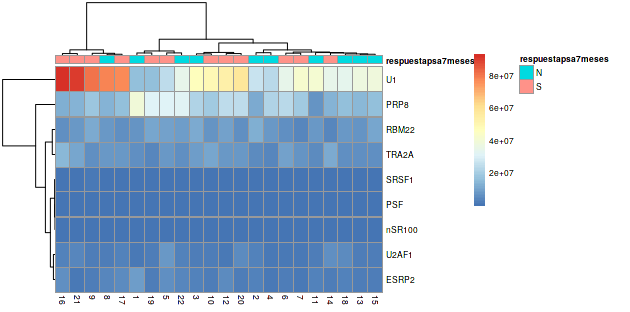 respuestapsa7meses
respuestapsa7meses
N
S
8e+07
6e+07
4e+07
2e+07
U1
PRP8
RBM22
TRA2A
SRSF1
PSF
nSR100
U2AF1
ESRP2
16 21 9 8 17 1 19 5 22 3 10 12 20 2 4 6 7 11 14 18 13 15